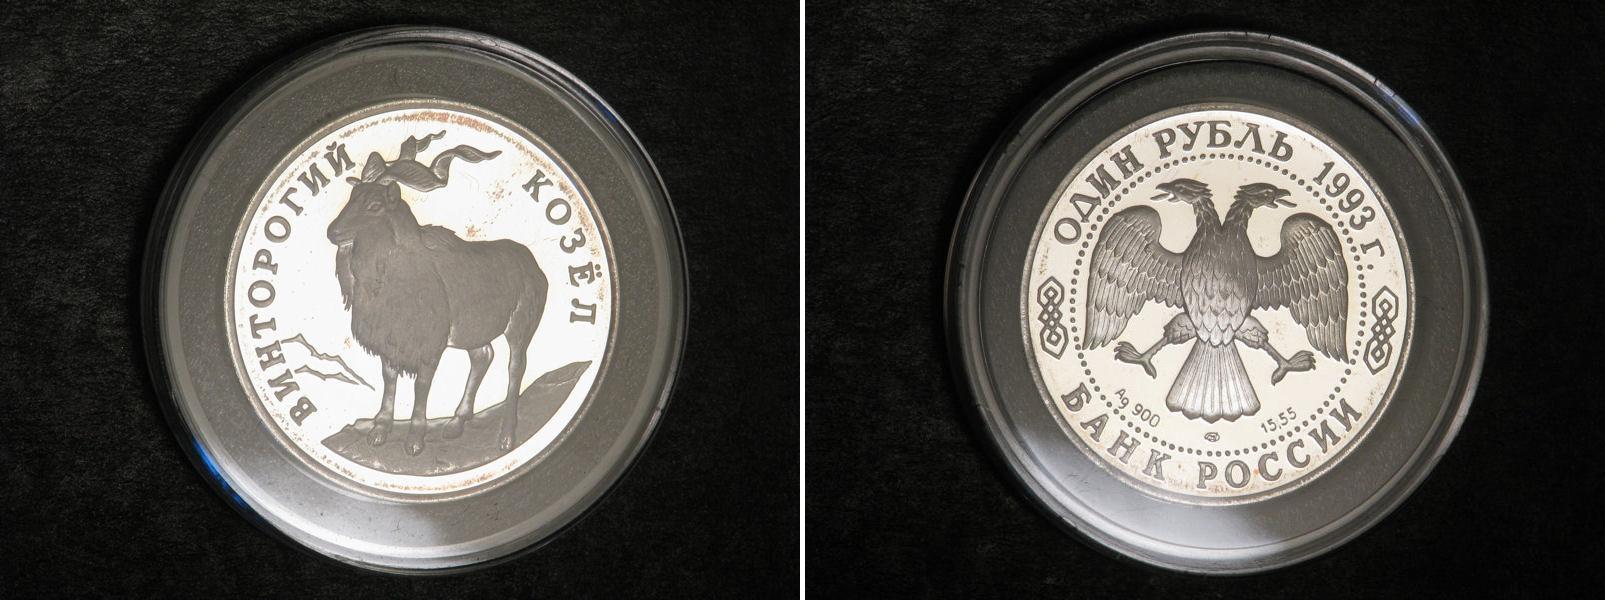 ВИНТОРОГИЙ КОЗЁЛ
ОДИН РУБЛЬ 1993 г.
Ag 900 15,55
БАНК РОССИИ